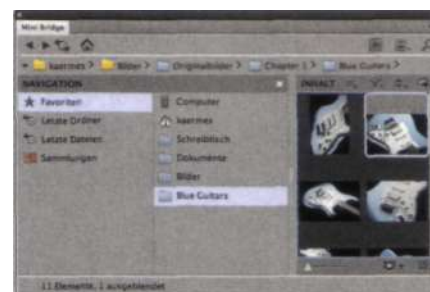 Mini Bridge
kaermes > Bilder > Originalbilder > Chapter 1 > Blue Guitars >
NAVIGATION
INHALT
Favoriten
Computer
Letzte Ordner
kaermes
Letzte Dateien
Schreibtisch
Sammlungen
Dokumente
Bilder
Blue Guitars
11 Elemente, 1 ausgeblendet